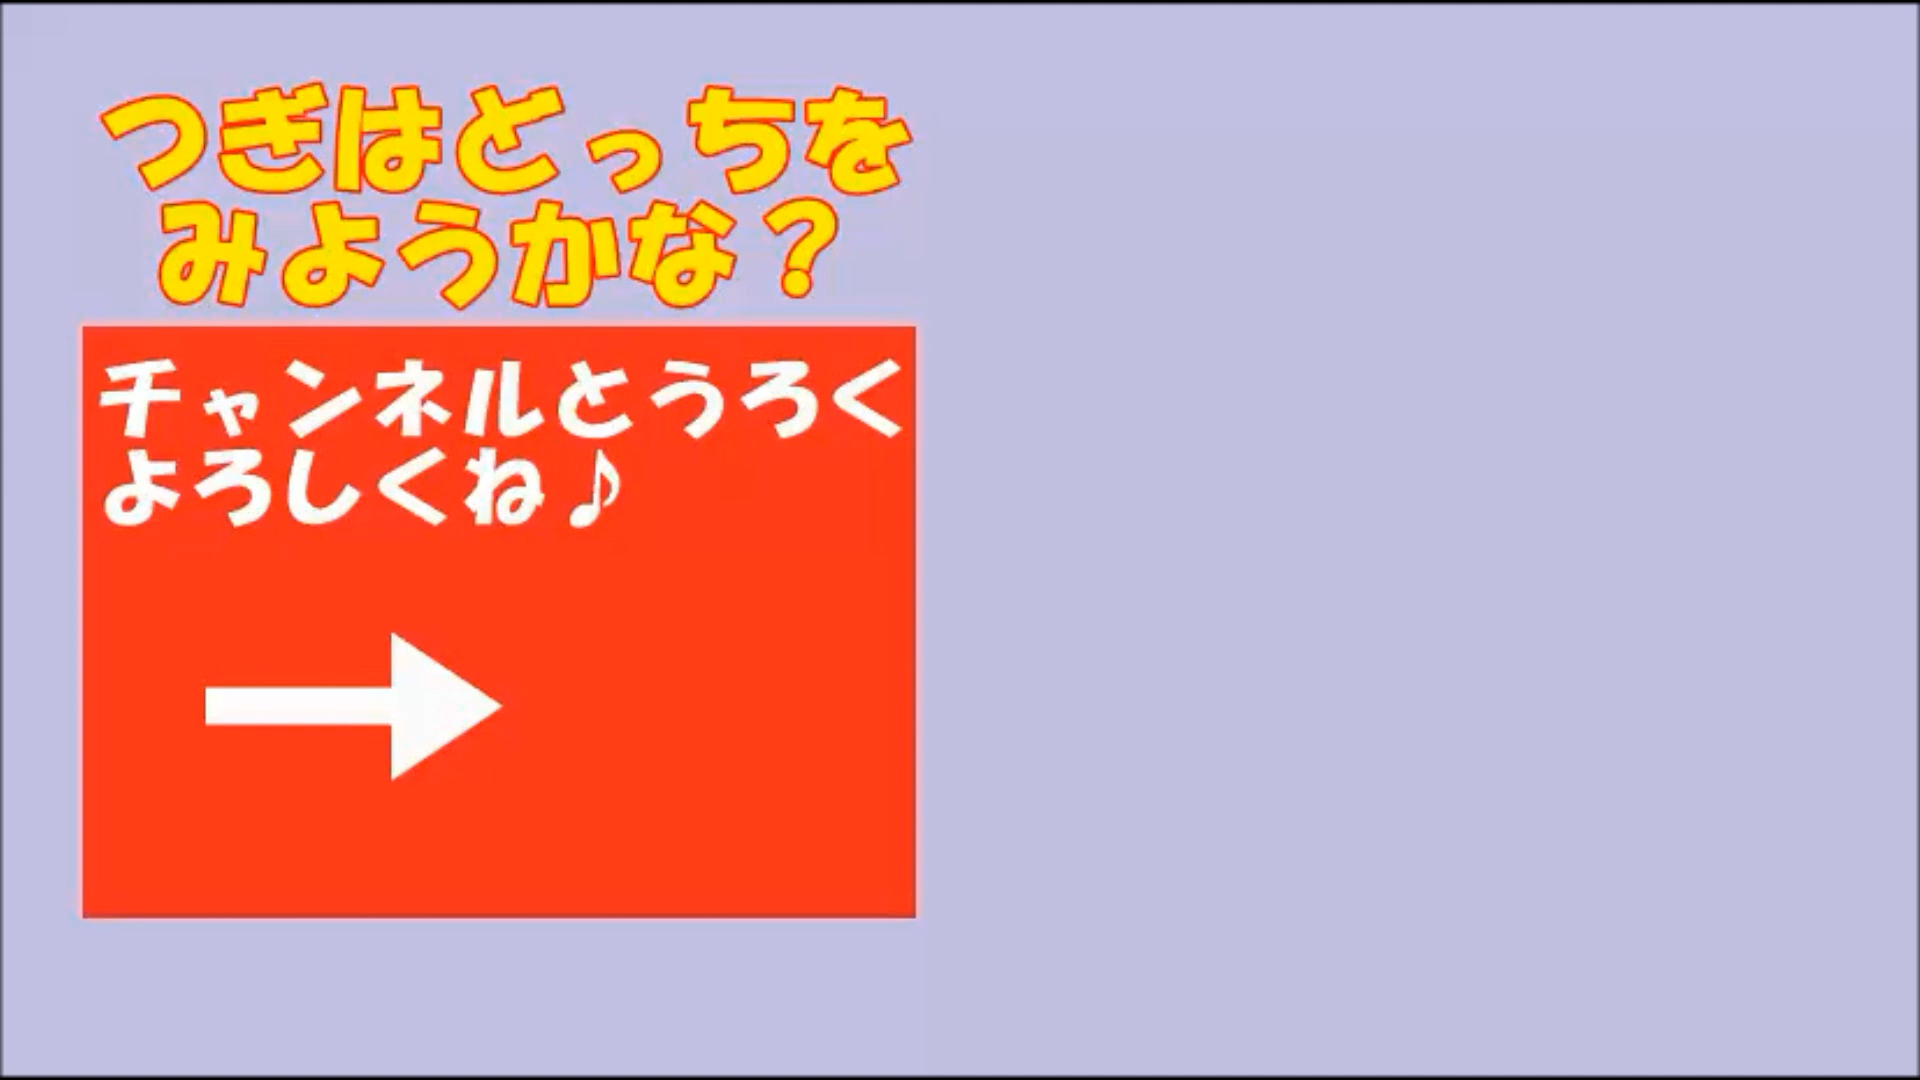 つぎはどっちを
みようかな？
チャンネルとうろく
よろしくね♪